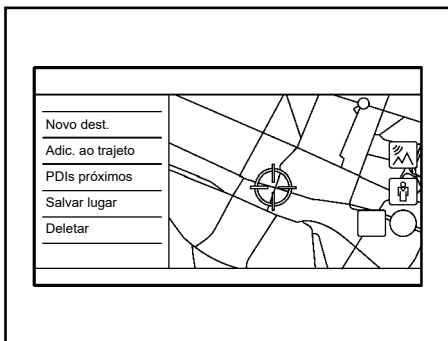 Novo dest.
Adic. ao trajeto
PDIs próximos
Salvar lugar
Deletar